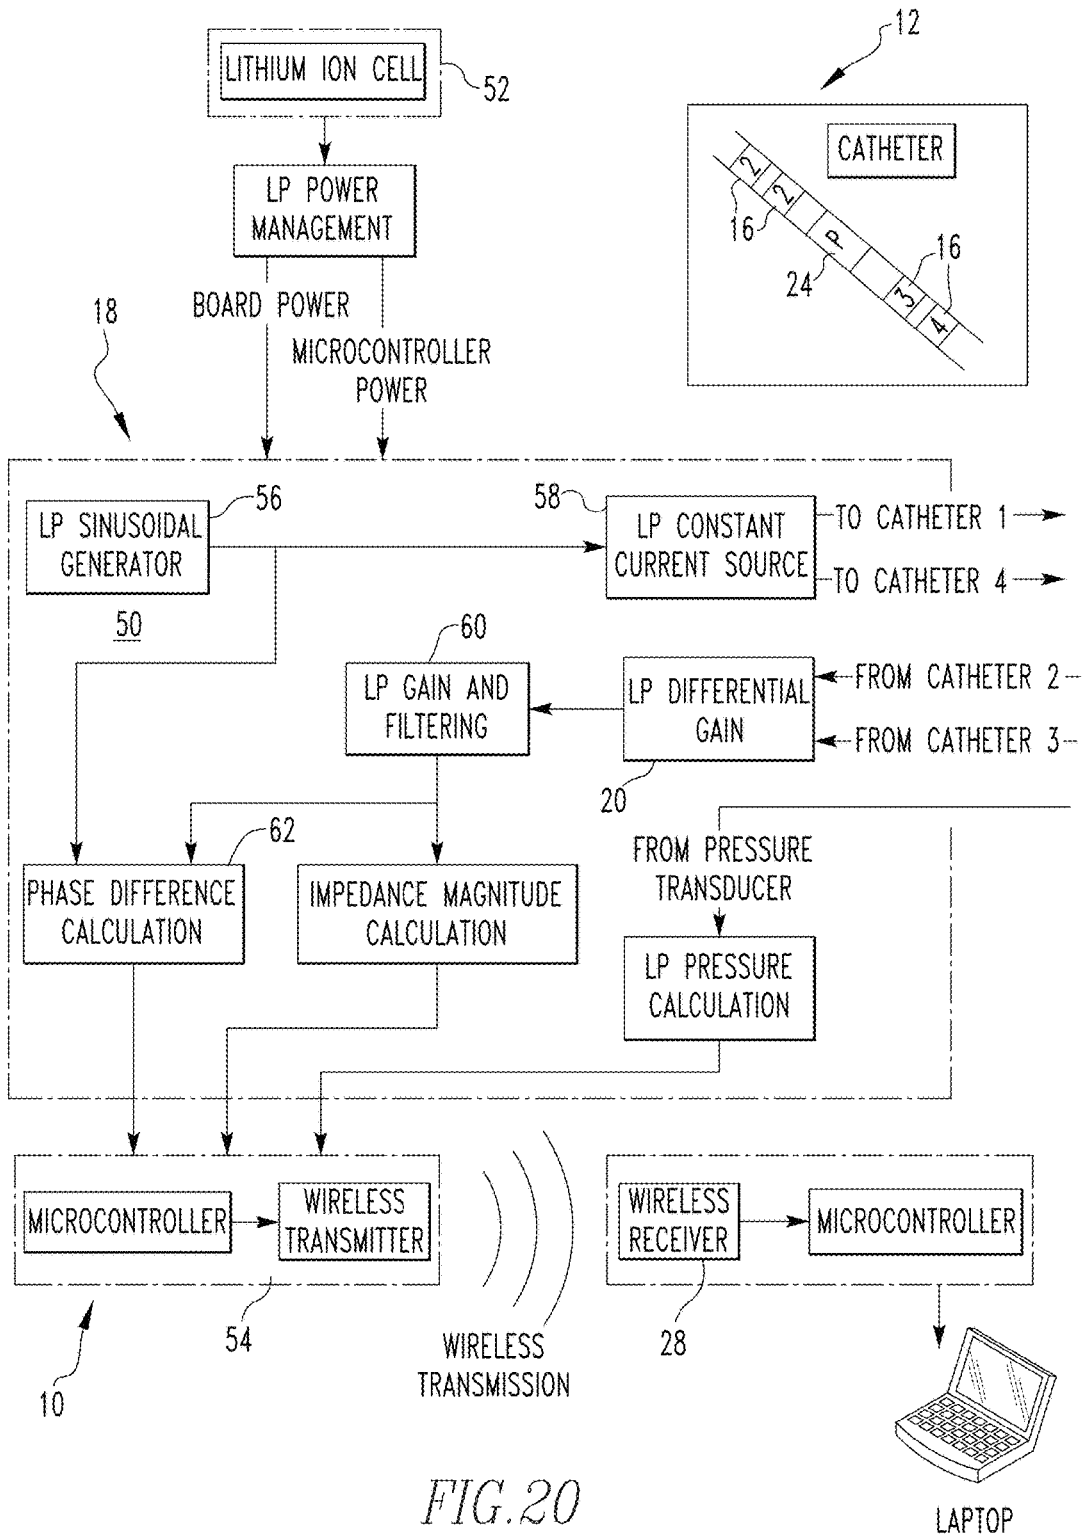 LITHIUM ION CELL
52
12
CATHETER
2
2
P
3
4
16
24
16
LP POWER
MANAGEMENT
BOARD POWER
MICROCONTROLLER
POWER
18
LP SINUSOIDAL
GENERATOR
56
58
LP CONSTANT
CURRENT SOURCE
TO CATHETER 1
TO CATHETER 4
50
60
LP GAIN AND
FILTERING
LP DIFFERENTIAL
GAIN
FROM CATHETER 2
FROM CATHETER 3
20
62
PHASE DIFFERENCE
CALCULATION
IMPEDANCE MAGNITUDE
CALCULATION
FROM PRESSURE
TRANSDUCER
LP PRESSURE
CALCULATION
MICROCONTROLLER
WIRELESS
TRANSMITTER
WIRELESS
RECEIVER
MICROCONTROLLER
10
54
WIRELESS
TRANSMISSION
28
LAPTOP
FIG.20